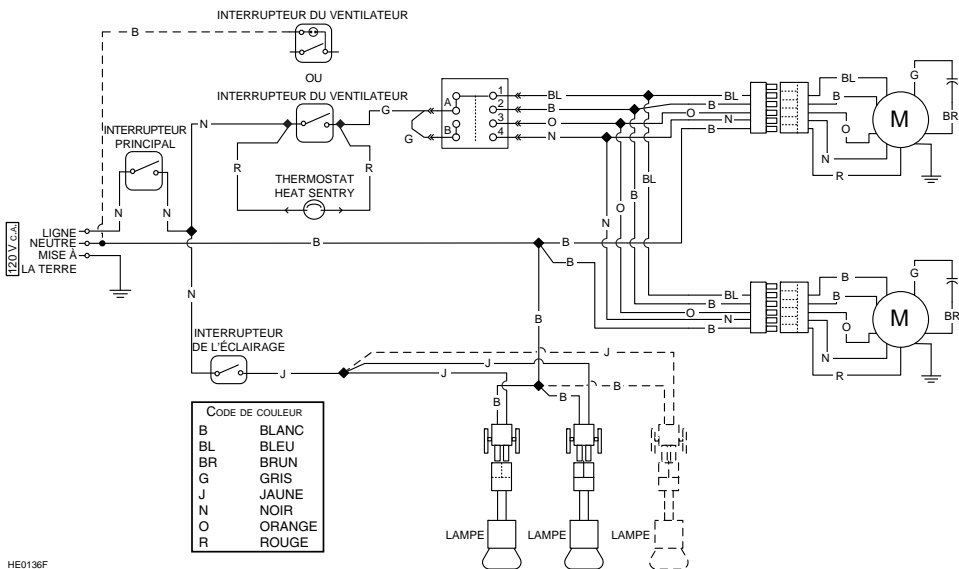 INTERRUPTEUR DU VENTILATEUR
B
OU
INTERRUPTEUR DU VENTILATEUR
N
G
R
R
THERMOSTAT
HEAT SENTRY
INTERRUPTEUR
PRINCIPAL
N
N
A
B
G
1
2
3
4
BL
B
O
N
BL
B
O
N
B
BL
B
O
N
R
M
G
BR
BL
B
O
N
120 V C.A.
LIGNE
NEUTRE
MISE À
LA TERRE
B
B
B
N
B
BL
B
O
N
B
B
B
O
N
R
M
G
BR
INTERRUPTEUR
DE L'ÉCLAIRAGE
J
J
J
J
B
B
B
CODE DE COULEUR
B BLANC
BL BLEU
BR BRUN
G GRIS
J JAUNE
N NOIR
O ORANGE
R ROUGE
LAMPE
LAMPE
LAMPE
HE0136F